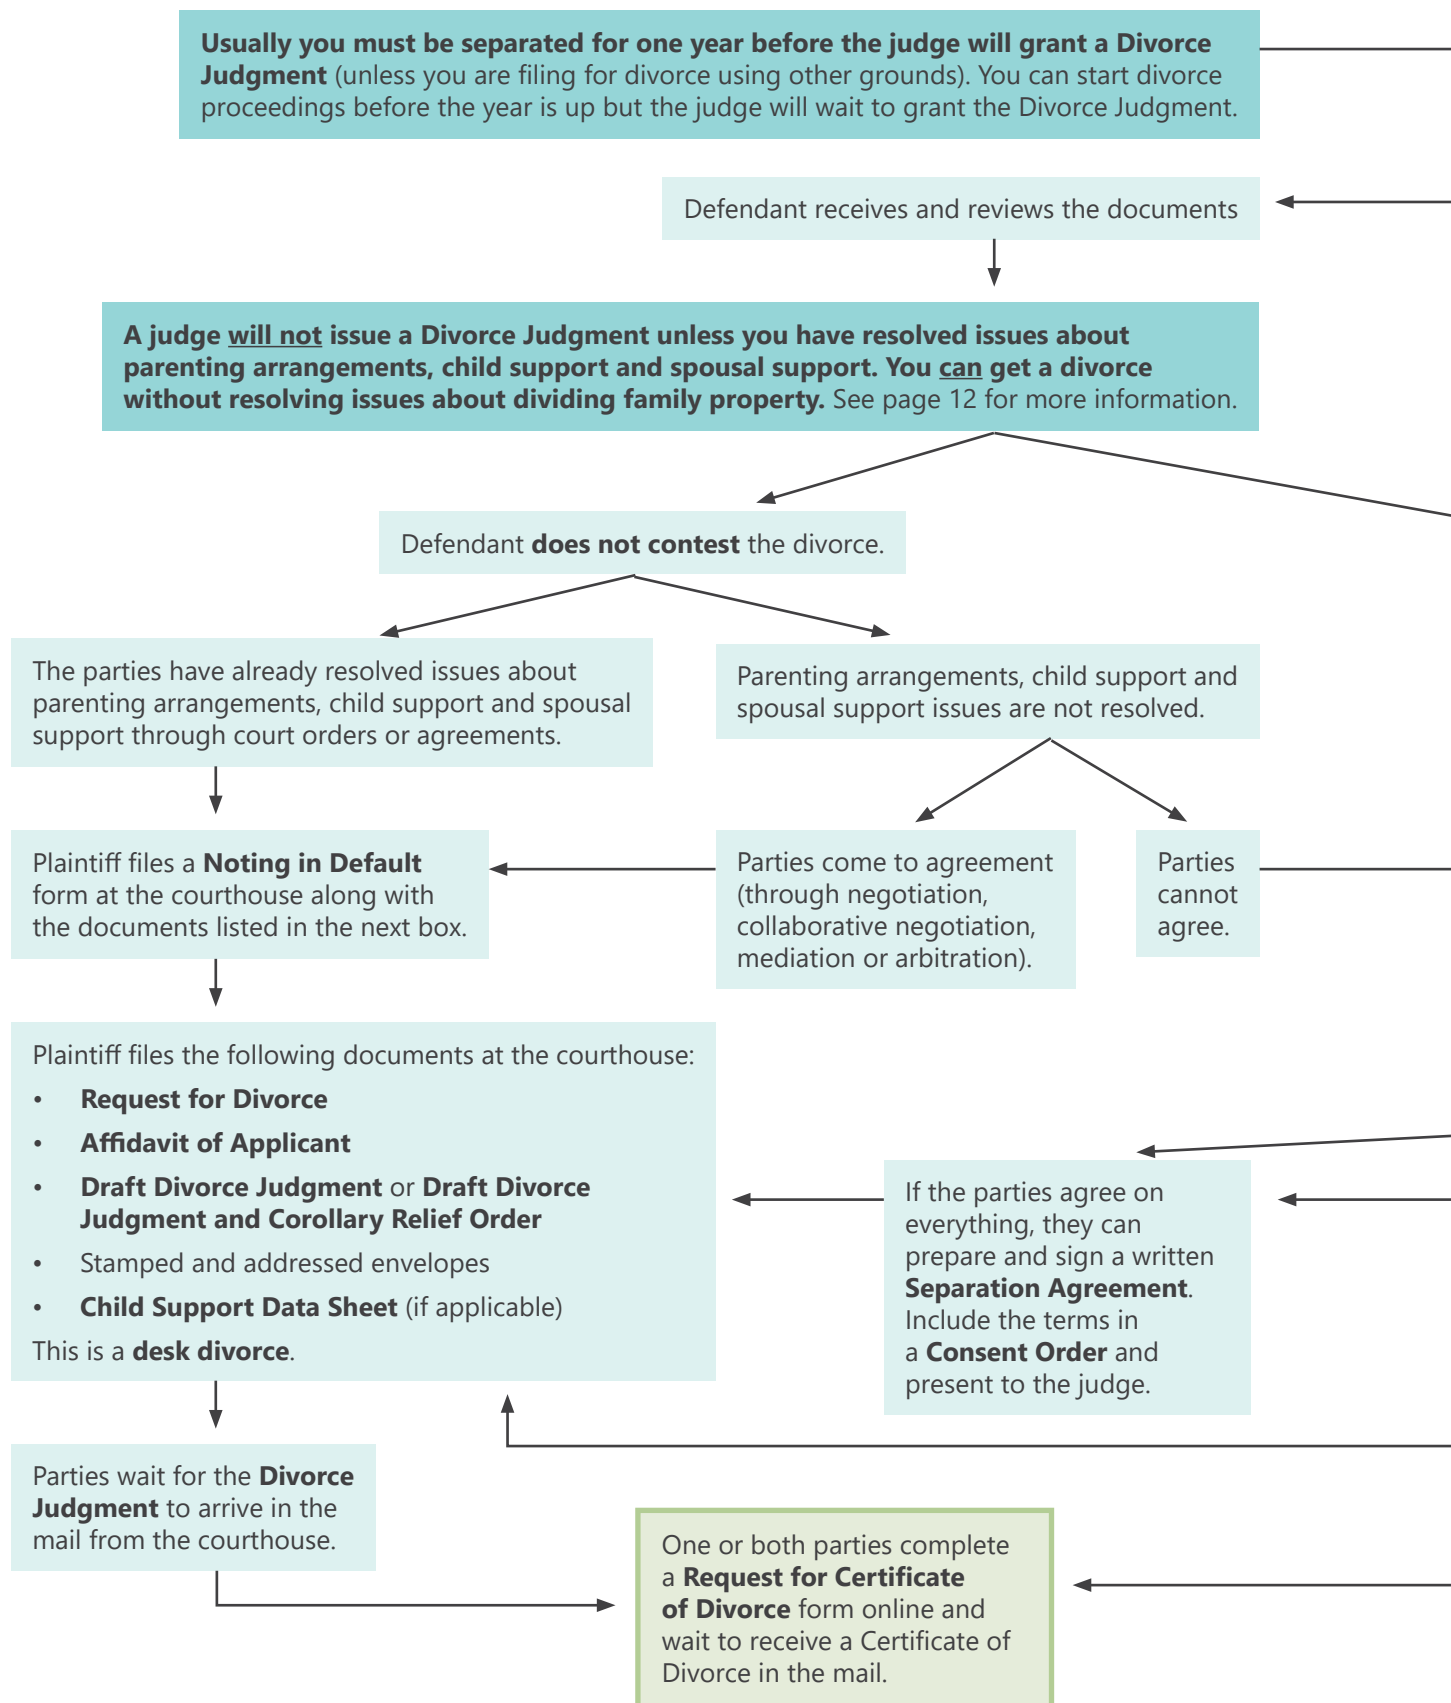 Usually you must be separated for one year before the judge will grant a Divorce
Judgment (unless you are filing for divorce using other grounds). You can start divorce
proceedings before the year is up but the judge will wait to grant the Divorce Judgment.
Defendant receives and reviews the documents
A judge will not issue a Divorce Judgment unless you have resolved issues about
parenting arrangements, child support and spousal support. You can get a divorce
without resolving issues about dividing family property. See page 12 for more information.
Defendant does not contest the divorce.
The parties have already resolved issues about
parenting arrangements, child support and spousal
support through court orders or agreements.
Parenting arrangements, child support and
spousal support issues are not resolved.
Plaintiff files a Noting in Default
form at the courthouse along with
the documents listed in the next box.
Parties come to agreement
(through negotiation,
collaborative negotiation,
mediation or arbitration).
Parties
cannot
agree.
Plaintiff files the following documents at the courthouse:
• Request for Divorce
• Affidavit of Applicant
• Draft Divorce Judgment or Draft Divorce
Judgment and Corollary Relief Order
• Stamped and addressed envelopes
• Child Support Data Sheet (if applicable)
This is a desk divorce.
If the parties agree on
everything, they can
prepare and sign a written
Separation Agreement.
Include the terms in
a Consent Order and
present to the judge.
Parties wait for the Divorce
Judgment to arrive in the
mail from the courthouse.
One or both parties complete
a Request for Certificate
of Divorce form online and
wait to receive a Certificate of
Divorce in the mail.